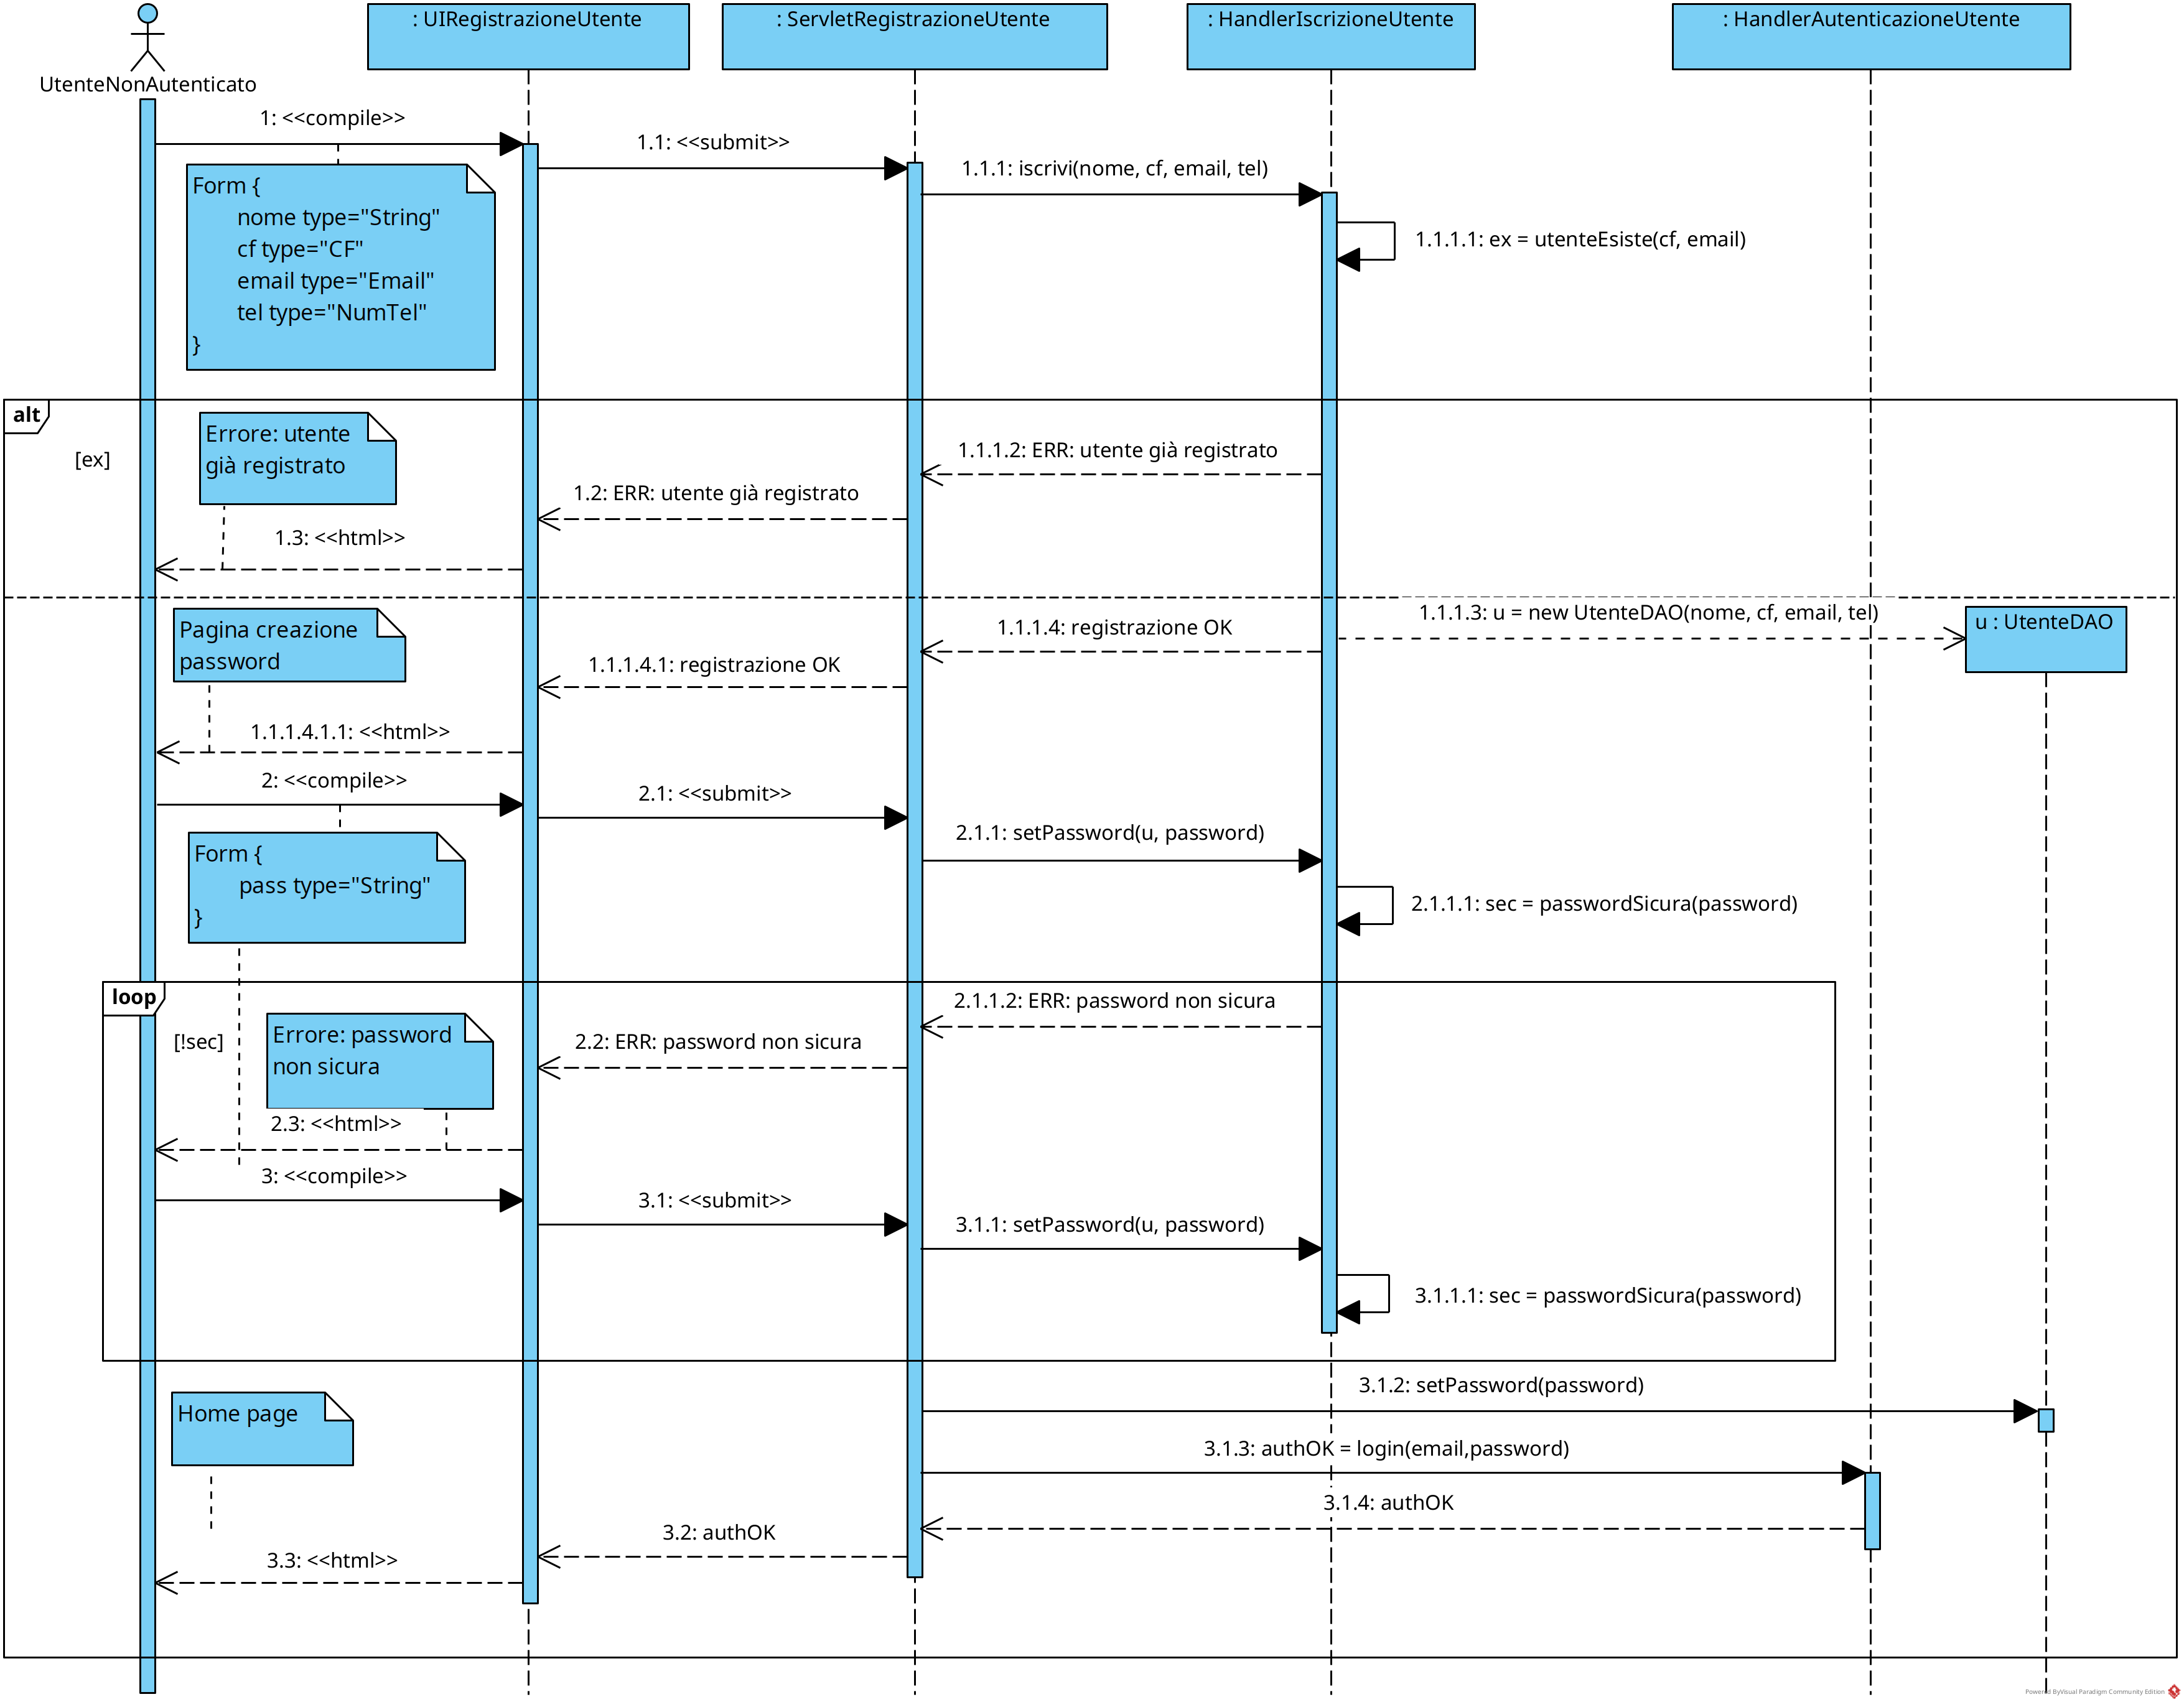 : UIRegistrazioneUtente
: ServletRegistrazioneUtente
: HandlerIscrizioneUtente
: HandlerAutenticazioneUtente
UtenteNonAutenticato
1: <<compile>>
1.1: <<submit>>
1.1.1: iscrivi(nome, cf, email, tel)
Form {
nome type="String"
cf type="CF"
email type="Email"
tel type="NumTel"
}
1.1.1.1: ex = utenteEsiste(cf, email)
alt
[ex]
Errore: utente
già registrato
1.1.1.2: ERR: utente già registrato
1.2: ERR: utente già registrato
1.3: <<html>>
1.1.1.3: u = new UtenteDAO(nome, cf, email, tel)
u : UtenteDAO
1.1.1.4: registrazione OK
Pagina creazione
password
1.1.1.4.1: registrazione OK
1.1.1.4.1.1: <<html>>
2: <<compile>>
2.1: <<submit>>
2.1.1: setPassword(u, password)
Form {
pass type="String"
}
2.1.1.1: sec = passwordSicura(password)
loop
[!sec]
2.1.1.2: ERR: password non sicura
Errore: password
non sicura
2.2: ERR: password non sicura
2.3: <<html>>
3: <<compile>>
3.1: <<submit>>
3.1.1: setPassword(u, password)
3.1.1.1: sec = passwordSicura(password)
3.1.2: setPassword(password)
Home page
3.1.3: authOK = login(email,password)
3.1.4: authOK
3.2: authOK
3.3: <<html>>
Powered ByVisual Paradigm Community Edition